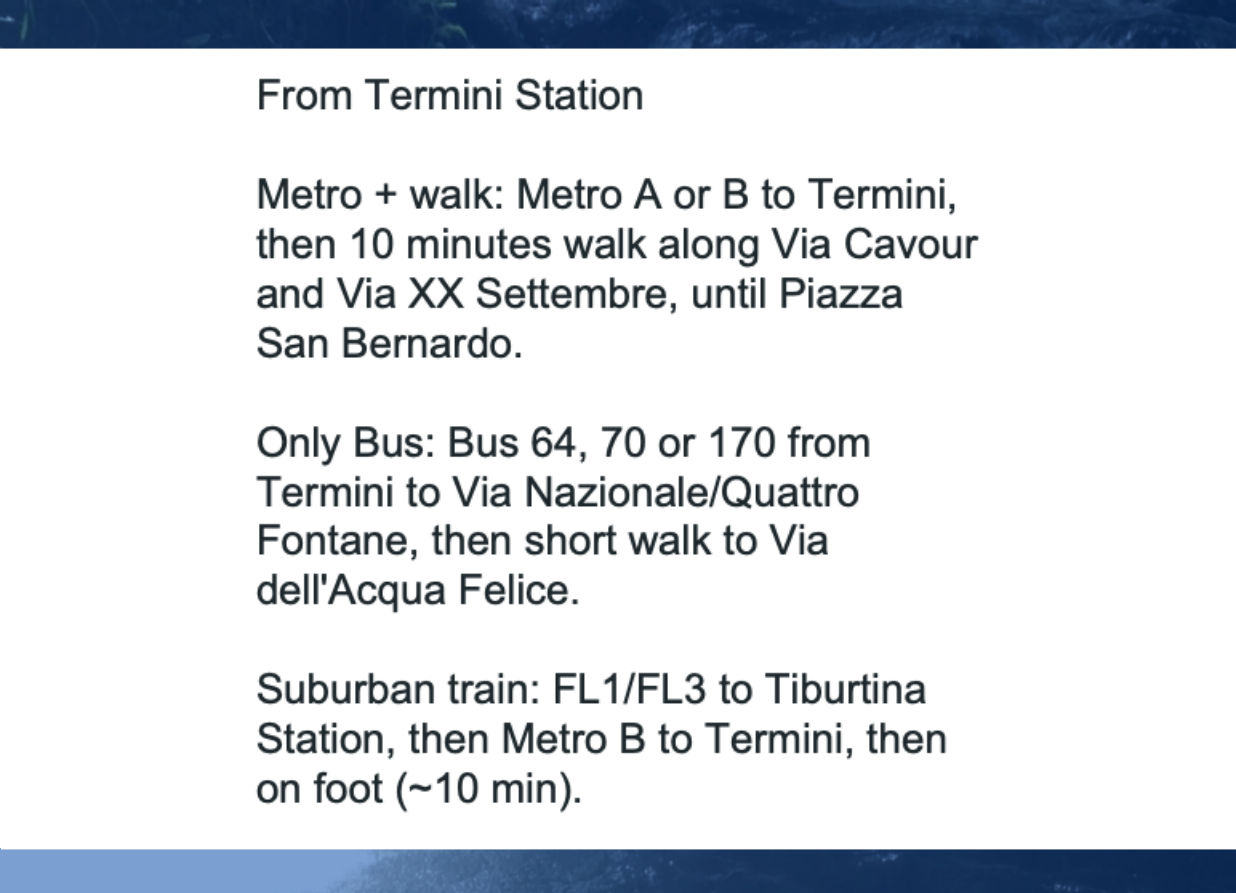 From Termini Station
Metro + walk: Metro A or B to Termini,
then 10 minutes walk along Via Cavour
and Via XX Settembre, until Piazza
San Bernardo.
Only Bus: Bus 64, 70 or 170 from
Termini to Via Nazionale/Quattro
Fontane, then short walk to Via
dell'Acqua Felice.
Suburban train: FL1/FL3 to Tiburtina
Station, then Metro B to Termini, then
on foot (~10 min).